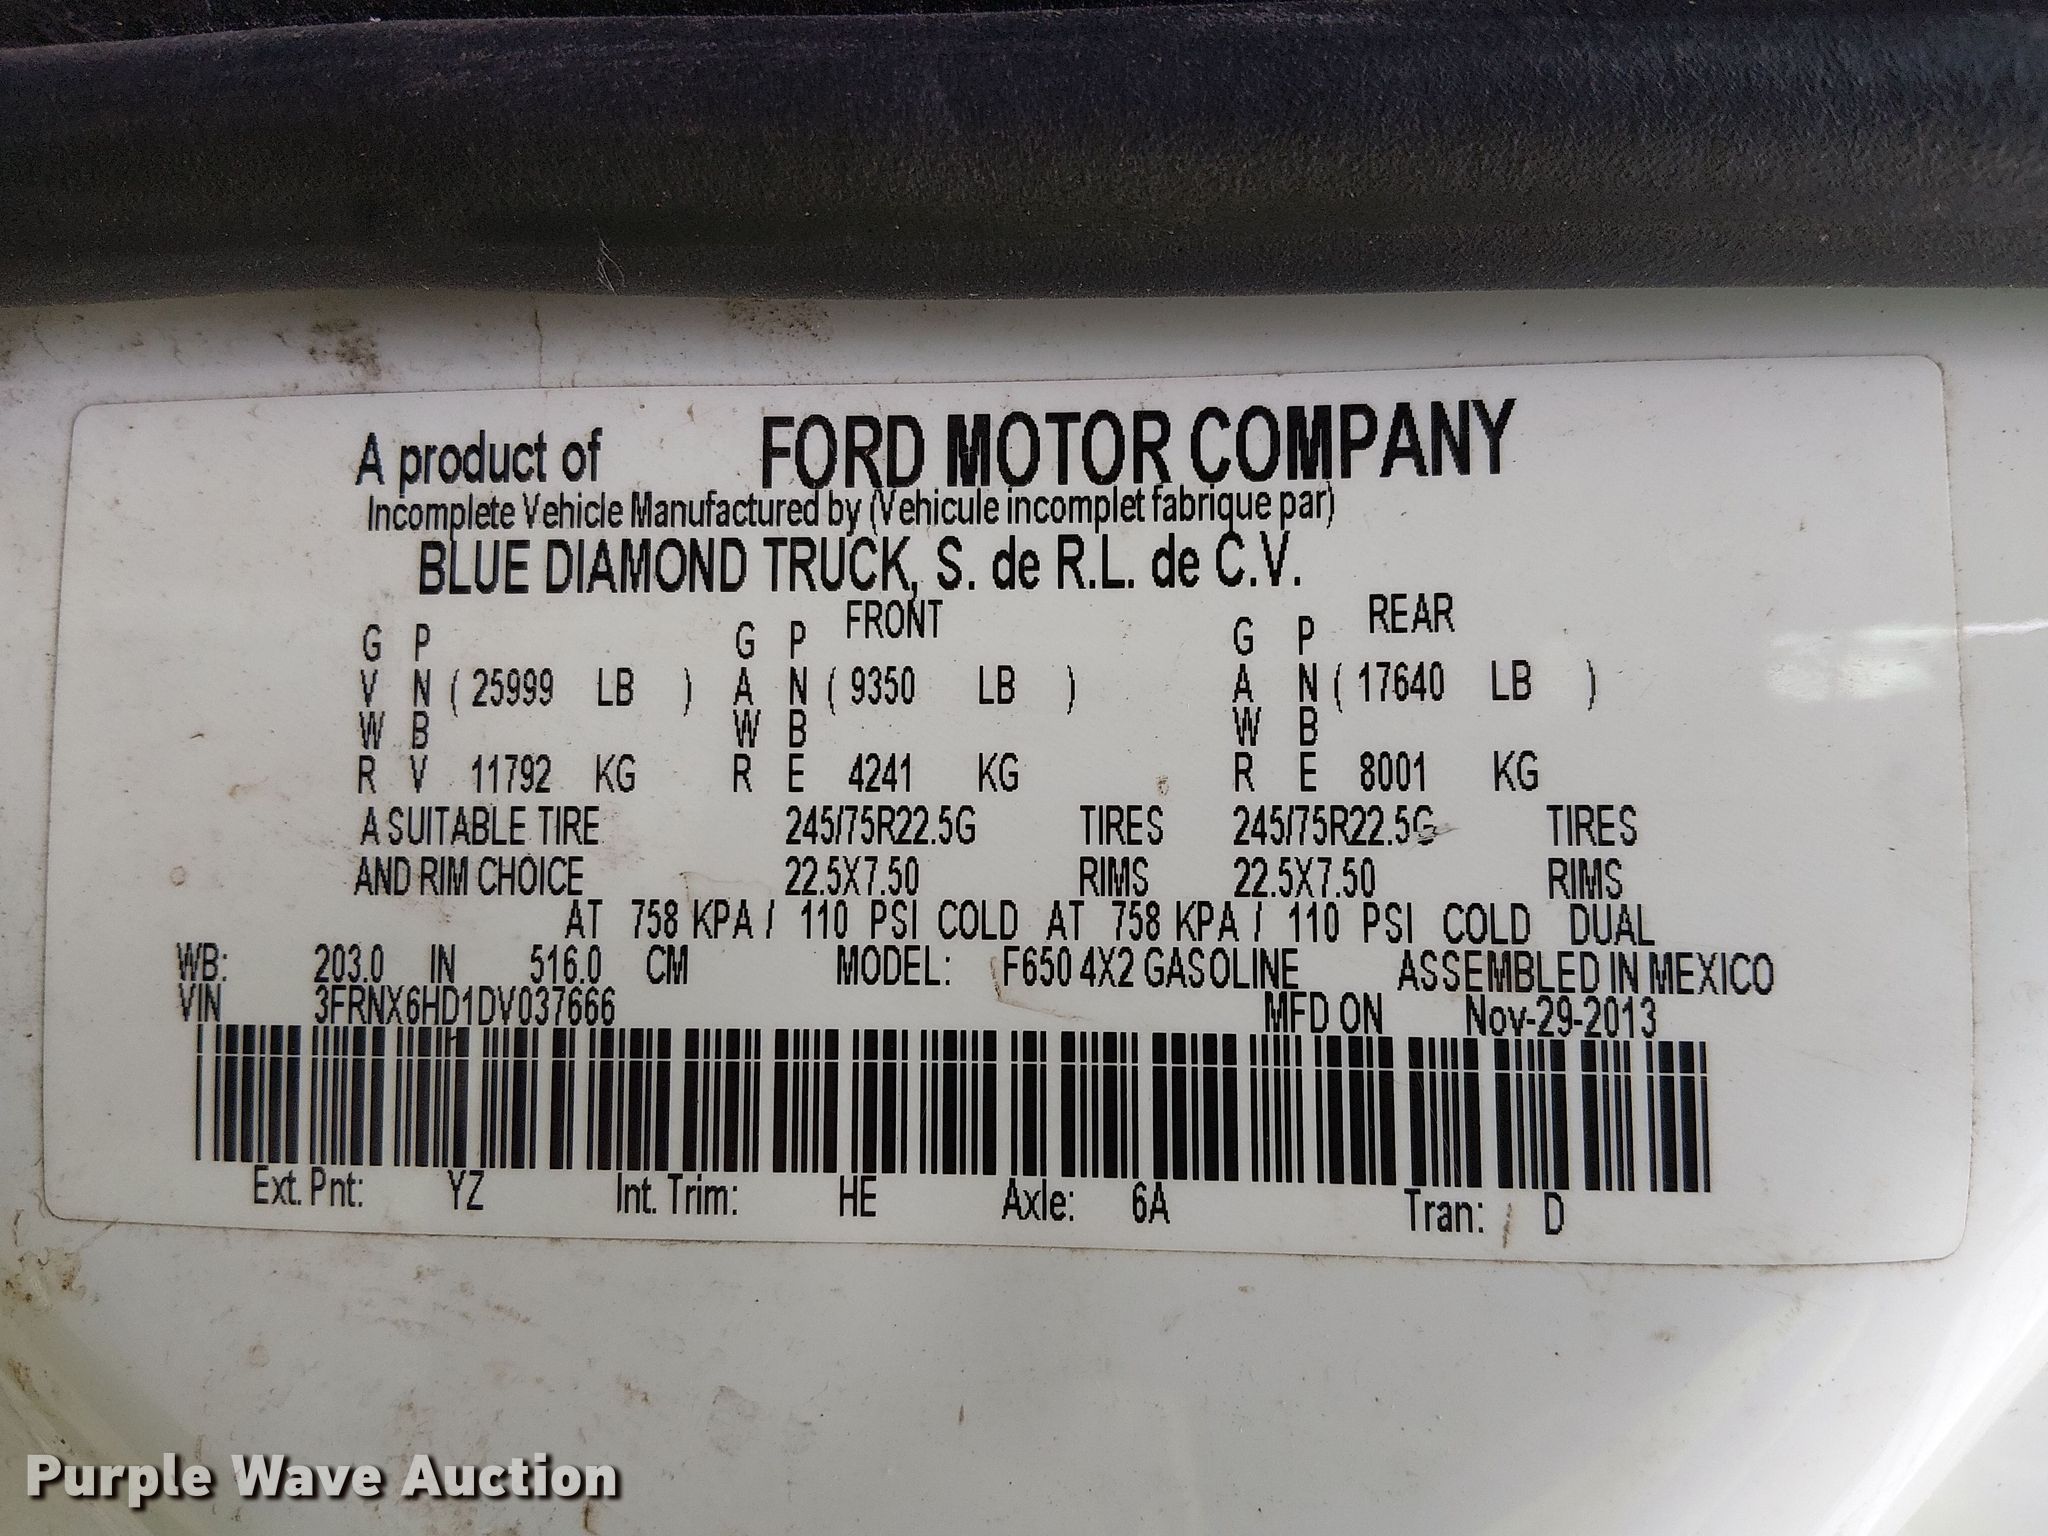 A product of FORD MOTOR COMPANY
Incomplete Vehicle Manufactured by (Vehicule incomplet fabrique par)
BLUE DIAMOND TRUCK, S. de R.L. de C.V.
FRONT REAR
G P G P G P
V N ( 25999 LB ) A N ( 9350 LB ) A N ( 17640 LB )
W B W B W B
R V 11792 KG R E 4241 KG R E 8001 KG
A SUITABLE TIRE 245/75R22.5G TIRES 245/75R22.5G TIRES
AND RIM CHOICE 22.5X7.50 RIMS 22.5X7.50 RIMS
AT 758 KPA / 110 PSI COLD AT 758 KPA / 110 PSI COLD DUAL
WB: 203.0 IN 516.0 CM MODEL: F650 4X2 GASOLINE ASSEMBLED IN MEXICO
VIN 3FRNX6HD1DV037666 MFD ON Nov-29-2013
Ext. Pnt: YZ Int. Trim: HE Axle: 6A Tran: D
Purple Wave Auction